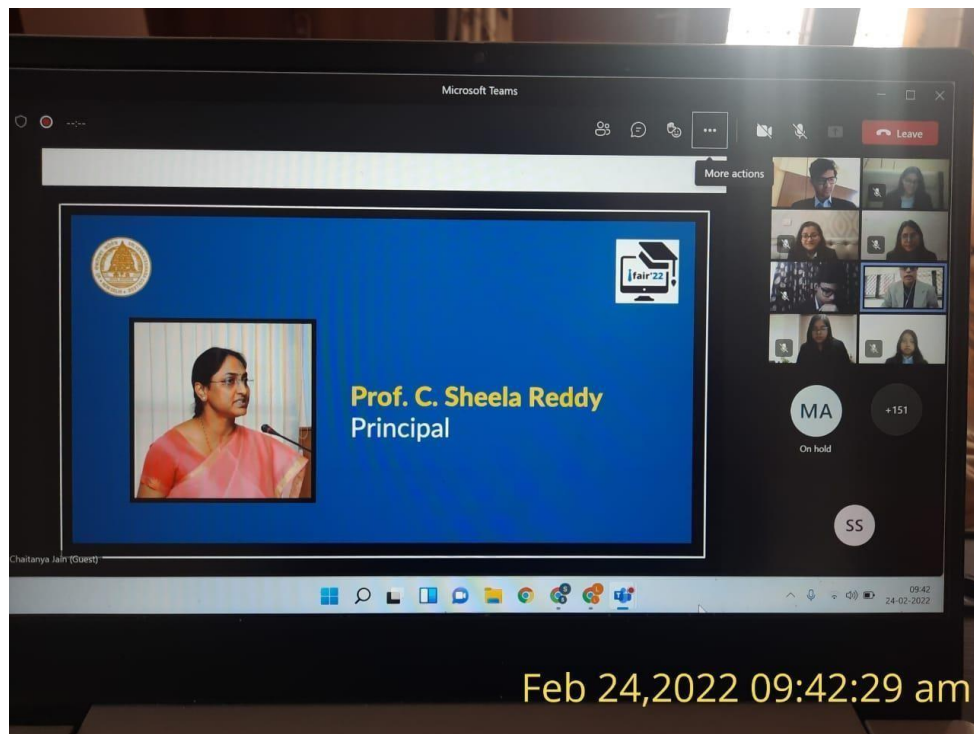 Microsoft Teams
--:--
Leave
More actions
fair'22
Prof. C. Sheela Reddy
Principal
MA
+151
On hold
SS
Chaitanya Jain (Guest)
09:42
24-02-2022
Feb 24,2022 09:42:29 am